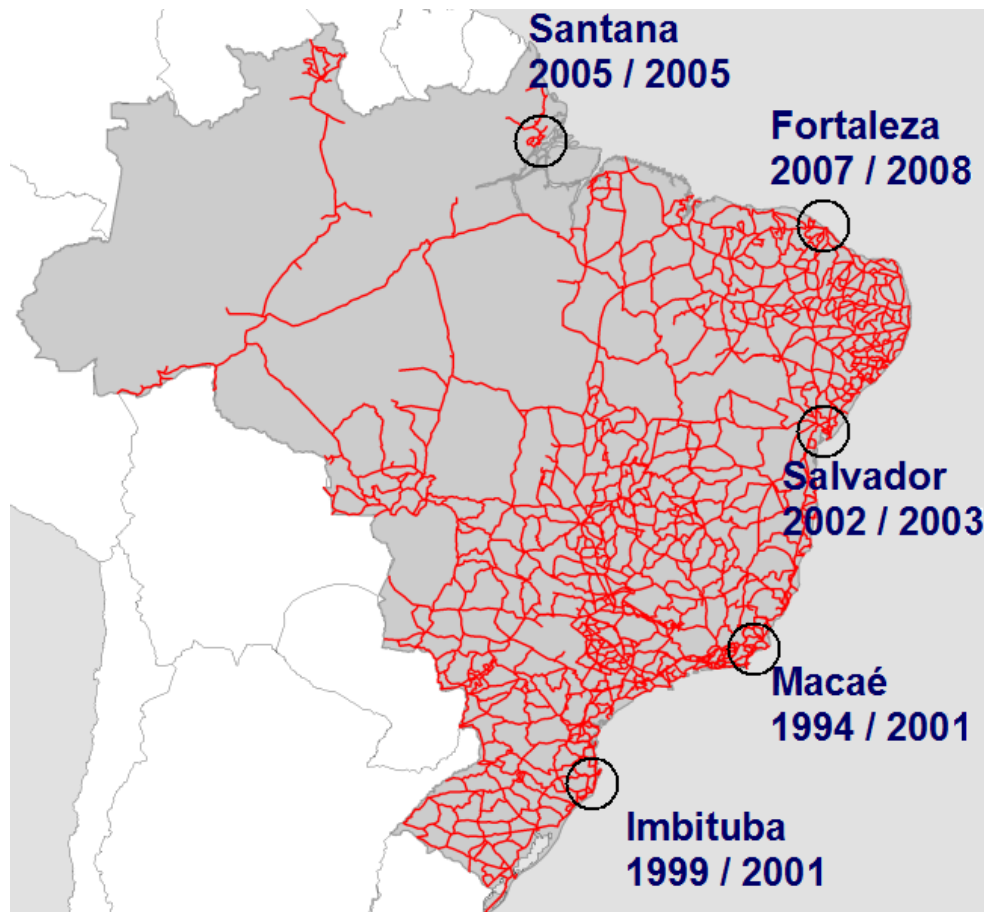 Santana
2005 / 2005
Fortaleza
2007 / 2008
Salvador
2002 / 2003
Macaé
1994 / 2001
Imbituba
1999 / 2001